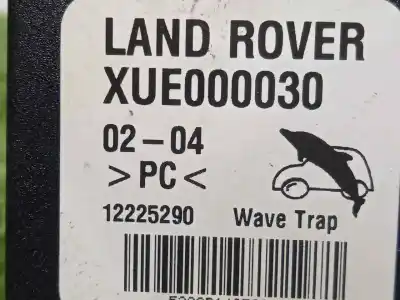 LAND ROVER
XUE000030
02-04
>PC<
12225290 Wave Trap